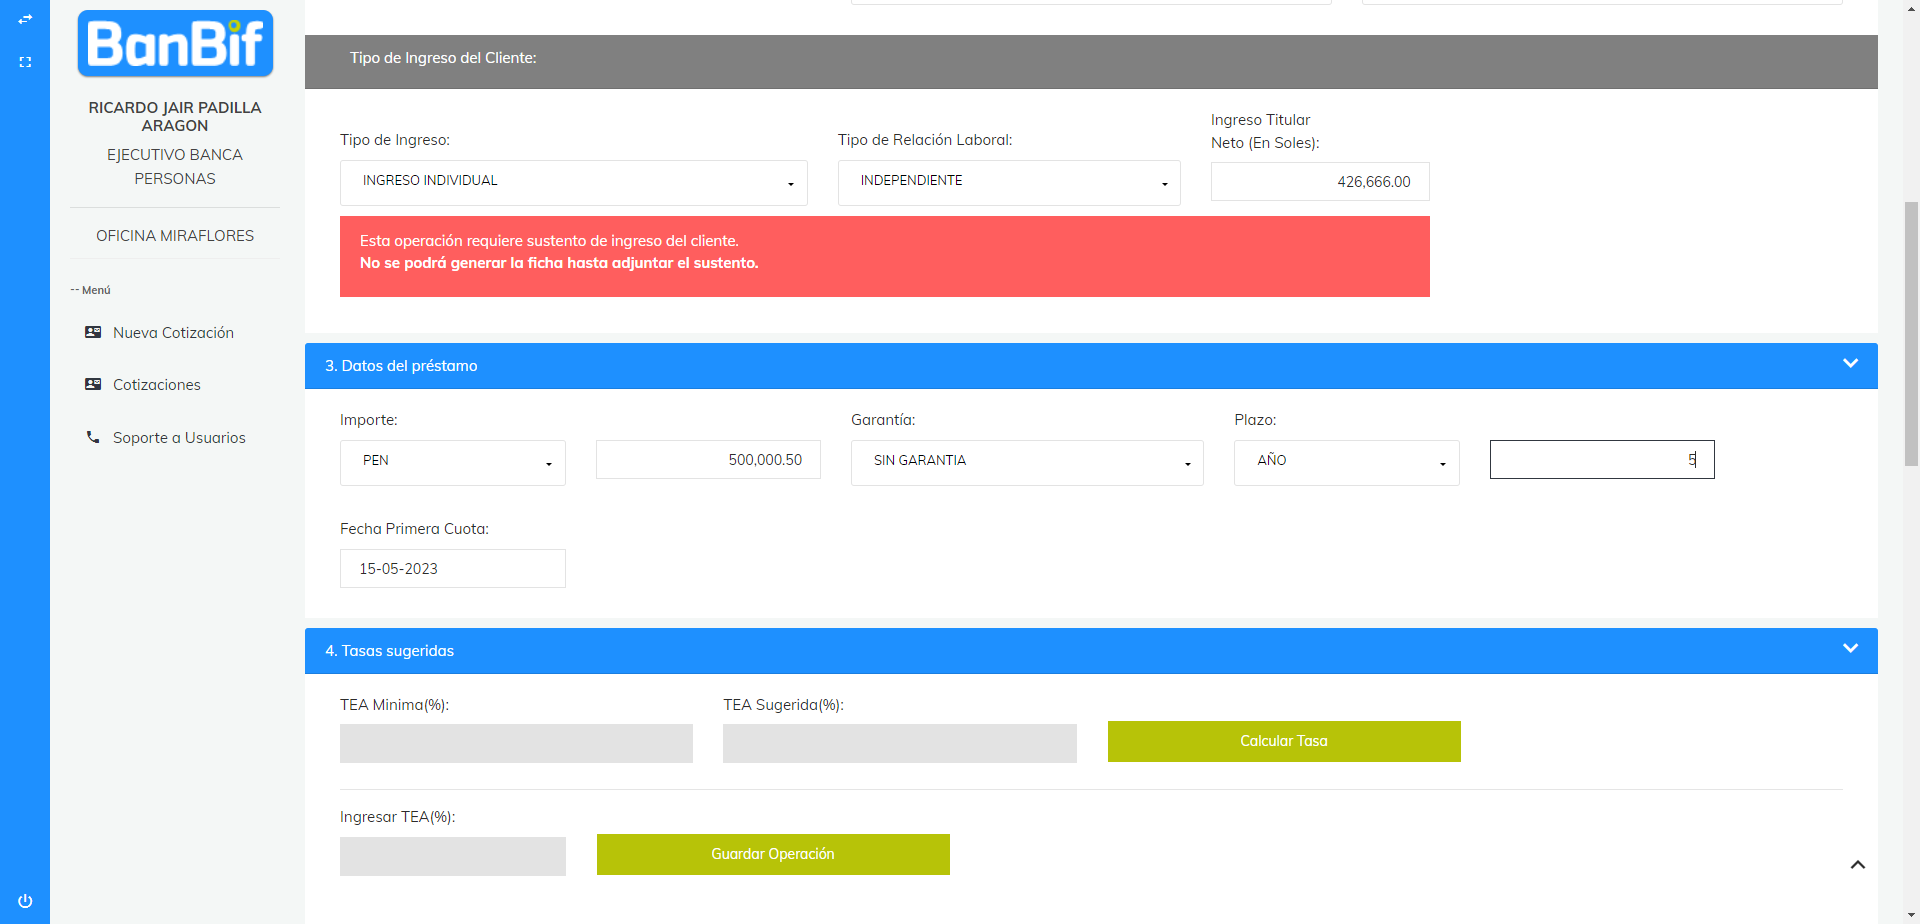 BanBif
RICARDO JAIR PADILLA
ARAGON
EJECUTIVO BANCA
PERSONAS
OFICINA MIRAFLORES
-- Menú
Nueva Cotización
Cotizaciones
Soporte a Usuarios
Tipo de Ingreso del Cliente:
Tipo de Ingreso:
INGRESO INDIVIDUAL
Tipo de Relación Laboral:
INDEPENDIENTE
Ingreso Titular
Neto (En Soles):
426,666.00
Esta operación requiere sustento de ingreso del cliente.
No se podrá generar la ficha hasta adjuntar el sustento.
3. Datos del préstamo
Importe:
PEN
500,000.50
Garantía:
SIN GARANTIA
Plazo:
AÑO
5
Fecha Primera Cuota:
15-05-2023
4. Tasas sugeridas
TEA Minima(%):
TEA Sugerida(%):
Calcular Tasa
Ingresar TEA(%):
Guardar Operación